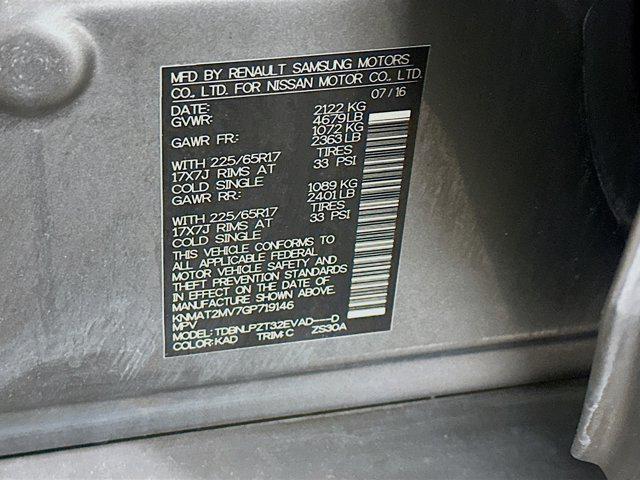 MFD BY RENAULT SAMSUNG MOTORS
CO., LTD. FOR NISSAN MOTOR CO., LTD.
07/16
DATE: 2122 KG
GVWR: 4679 LB
1072 KG
GAWR FR: 2363 LB
TIRES
WITH 225/65R17 33 PSI
17X7J RIMS AT
COLD SINGLE 1089 KG
GAWR RR: 2401 LB
TIRES
WITH 225/65R17 33 PSI
17X7J RIMS AT
COLD SINGLE
THIS VEHICLE CONFORMS TO
ALL APPLICABLE FEDERAL
MOTOR VEHICLE SAFETY AND
THEFT PREVENTION STANDARDS
IN EFFECT ON THE DATE OF
MANUFACTURE SHOWN ABOVE.
KNMAT2MV7GP719146
MPV
MODEL: TDBNLPZT32EVAD---D
COLOR: KAD TRIM: C ZS30A